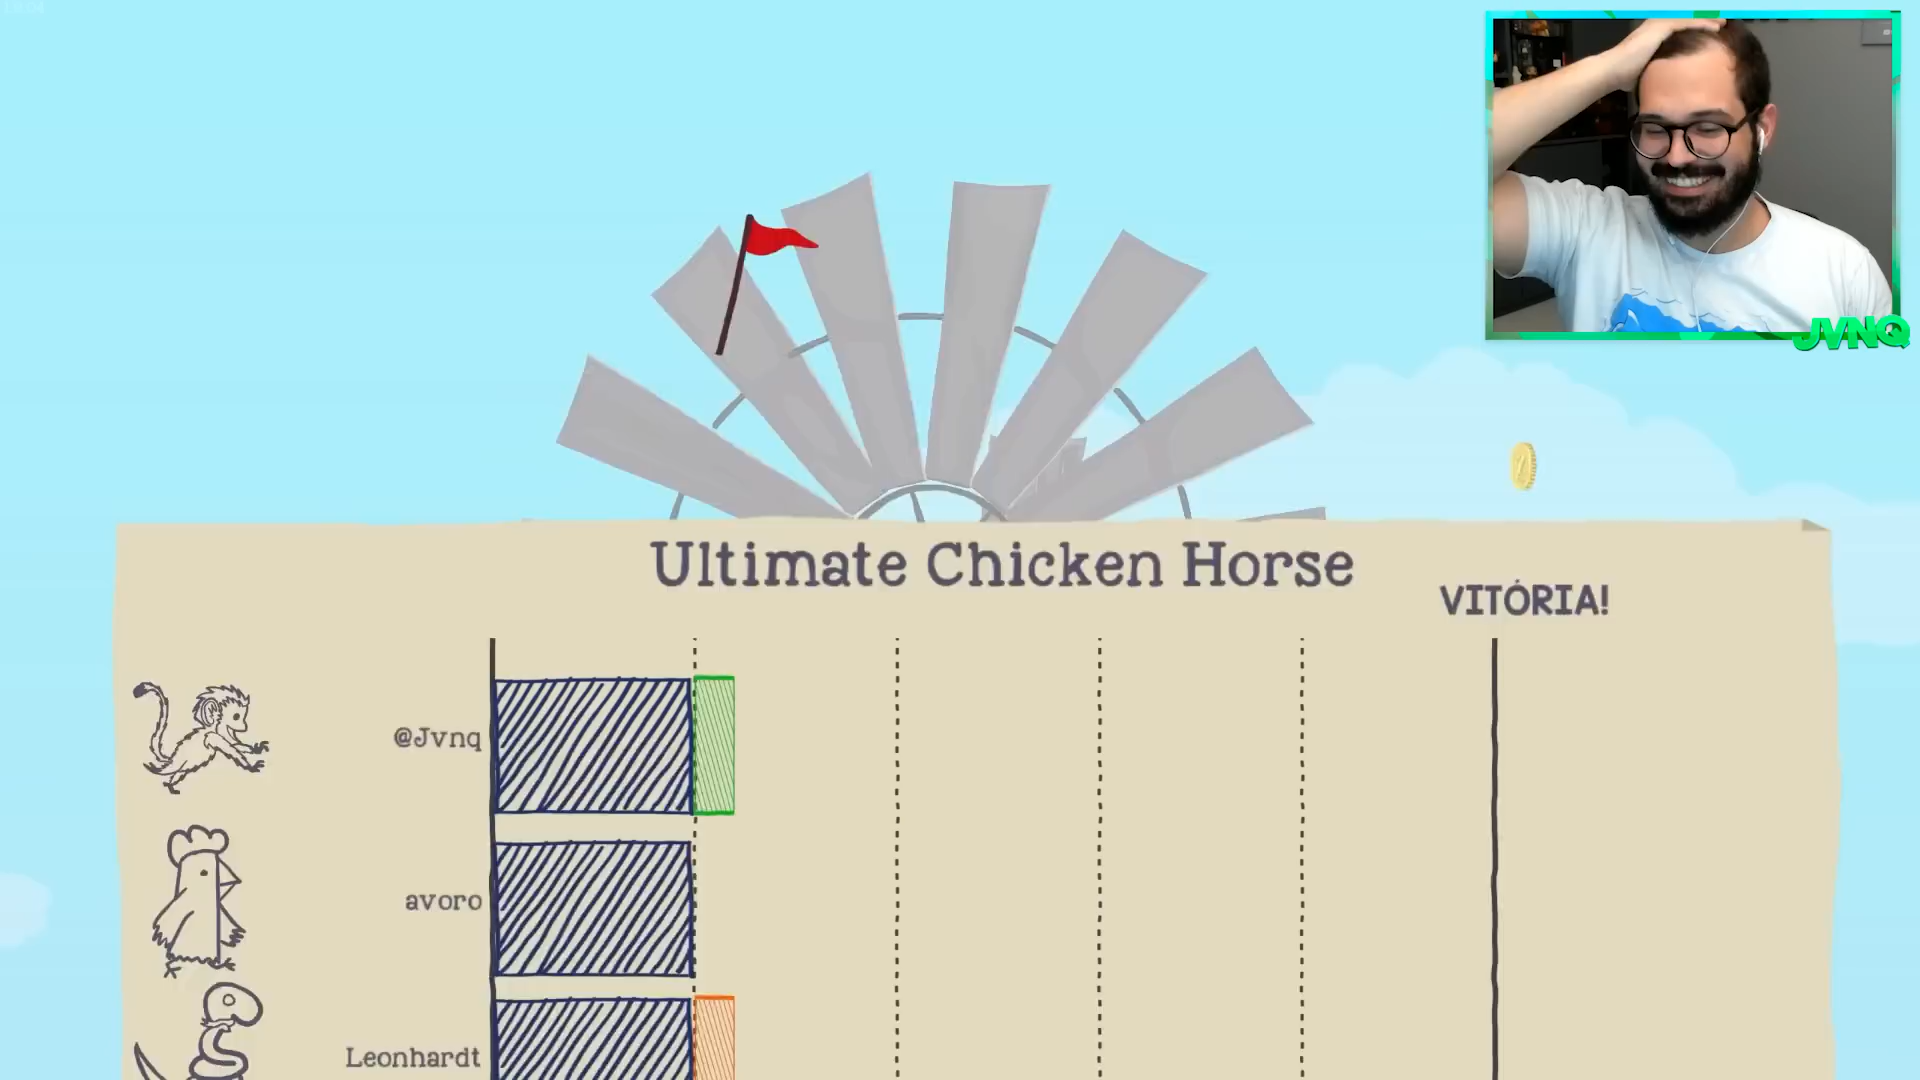 JVNQ
Ultimate Chicken Horse
VITÓRIA!
@Jvnq
avoro
Leonhardt